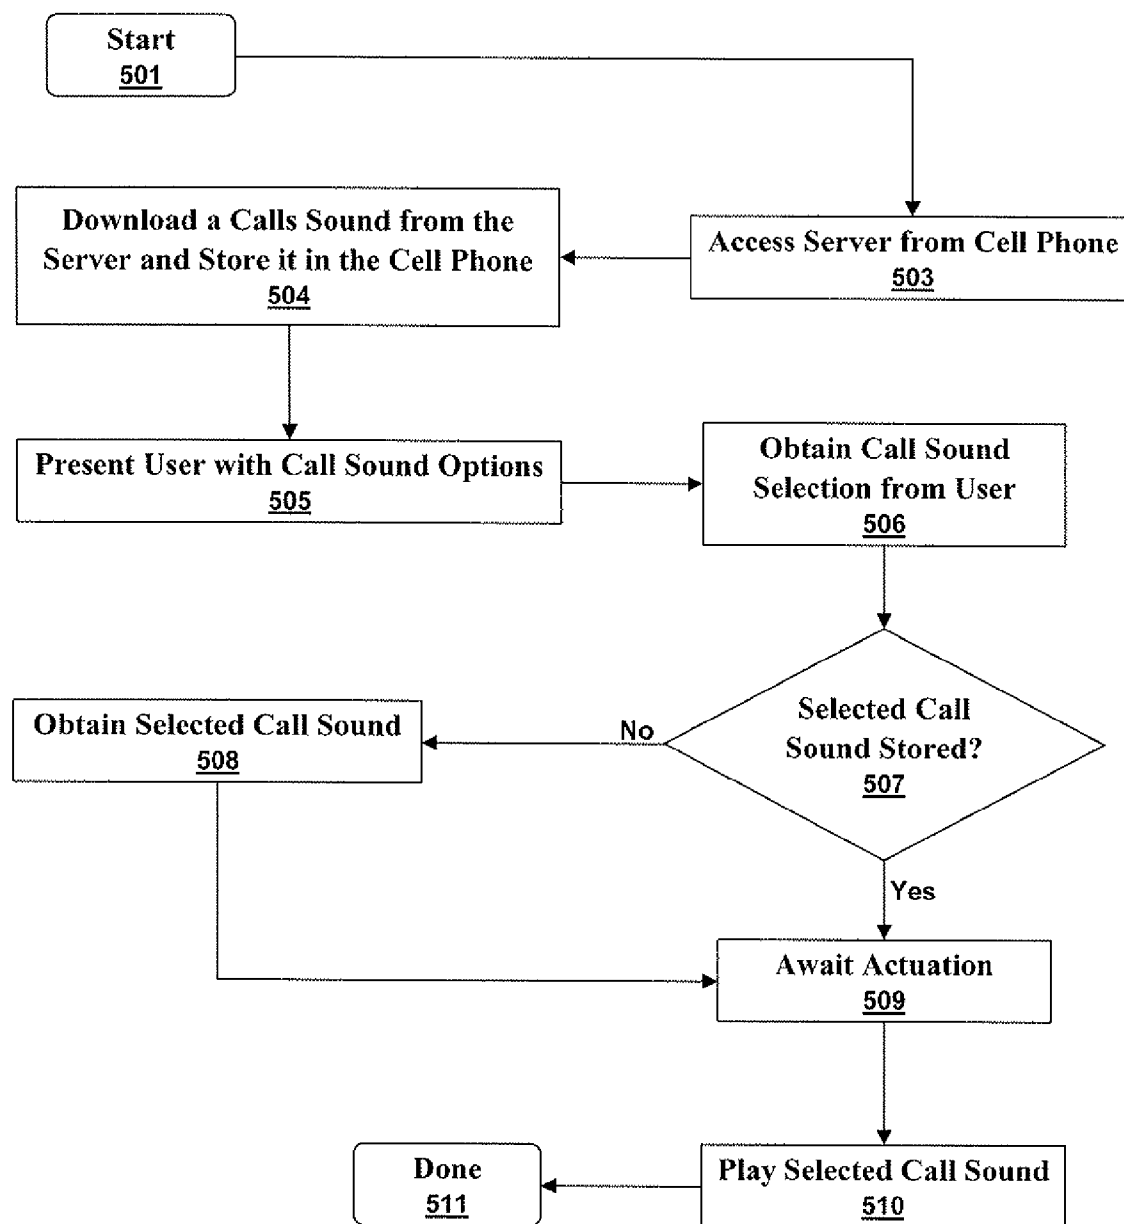 Start
501
Access Server from Cell Phone
503
Download a Calls Sound from the
Server and Store it in the Cell Phone
504
Present User with Call Sound Options
505
Obtain Call Sound
Selection from User
506
Selected Call
Sound Stored?
507
No
Obtain Selected Call Sound
508
Yes
Await Actuation
509
Play Selected Call Sound
510
Done
511